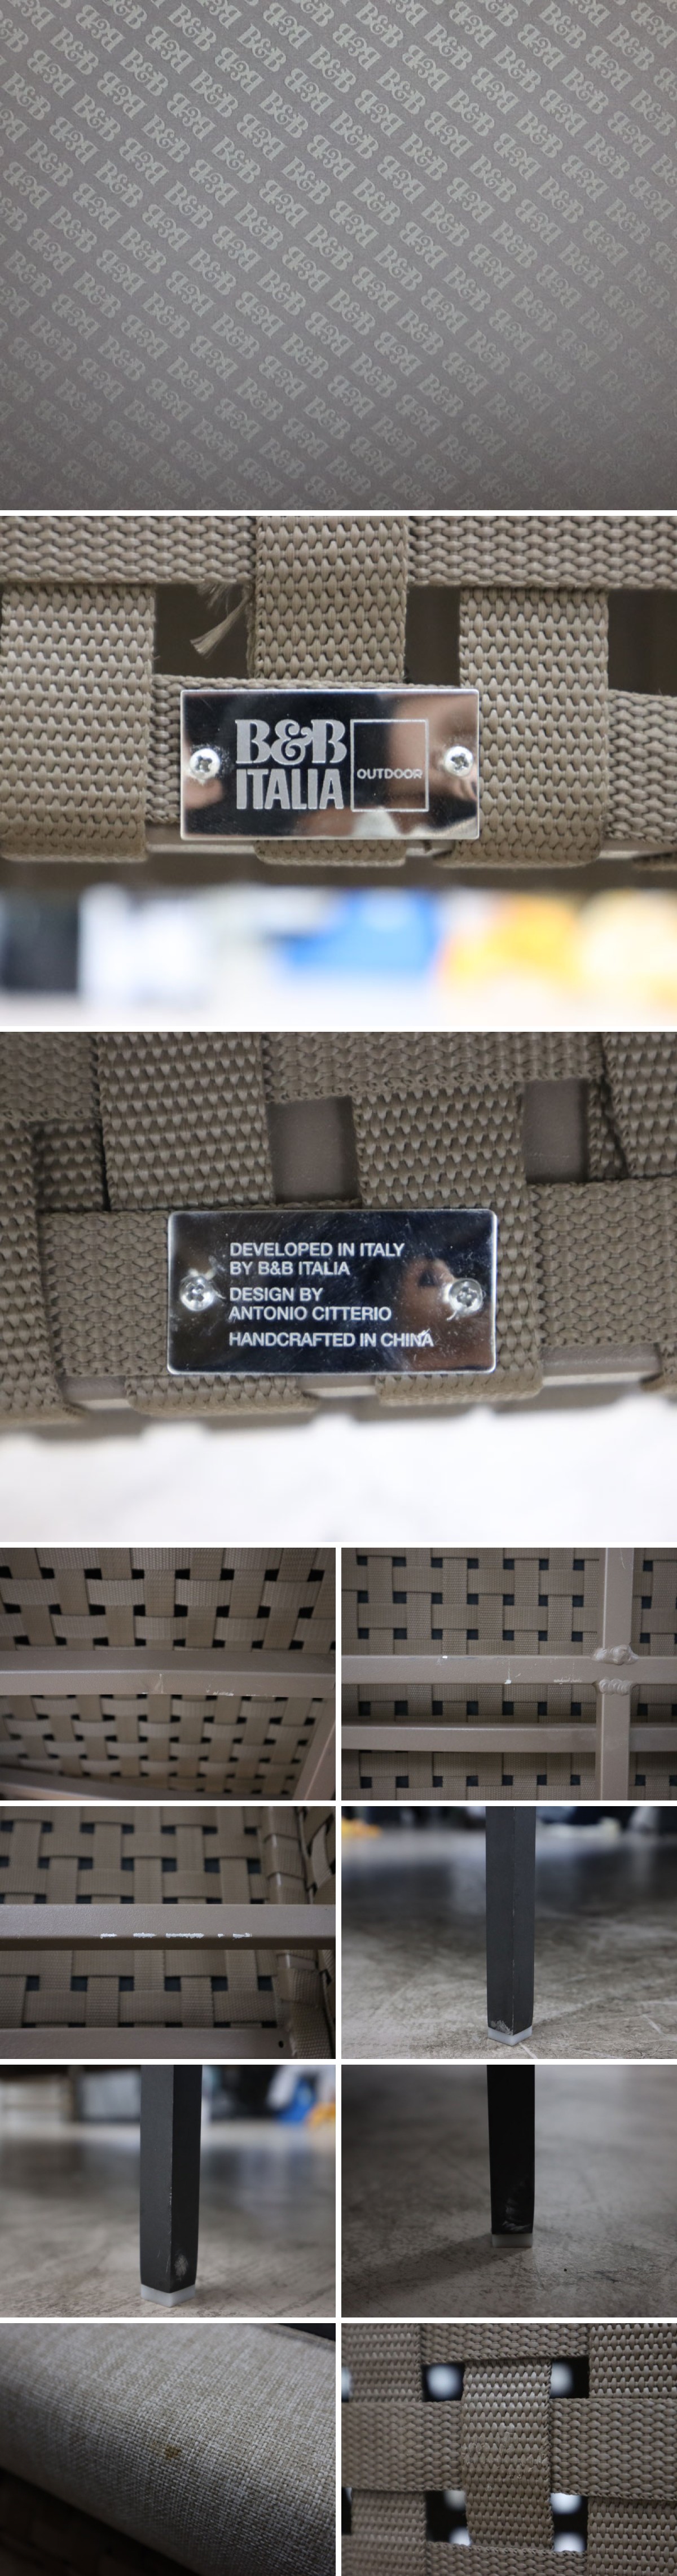 B&B
B&B
ITALIA
OUTDOOR
DEVELOPED IN ITALY
BY B&B ITALIA
DESIGN BY
ANTONIO CITTERIO
HANDCRAFTED IN CHINA